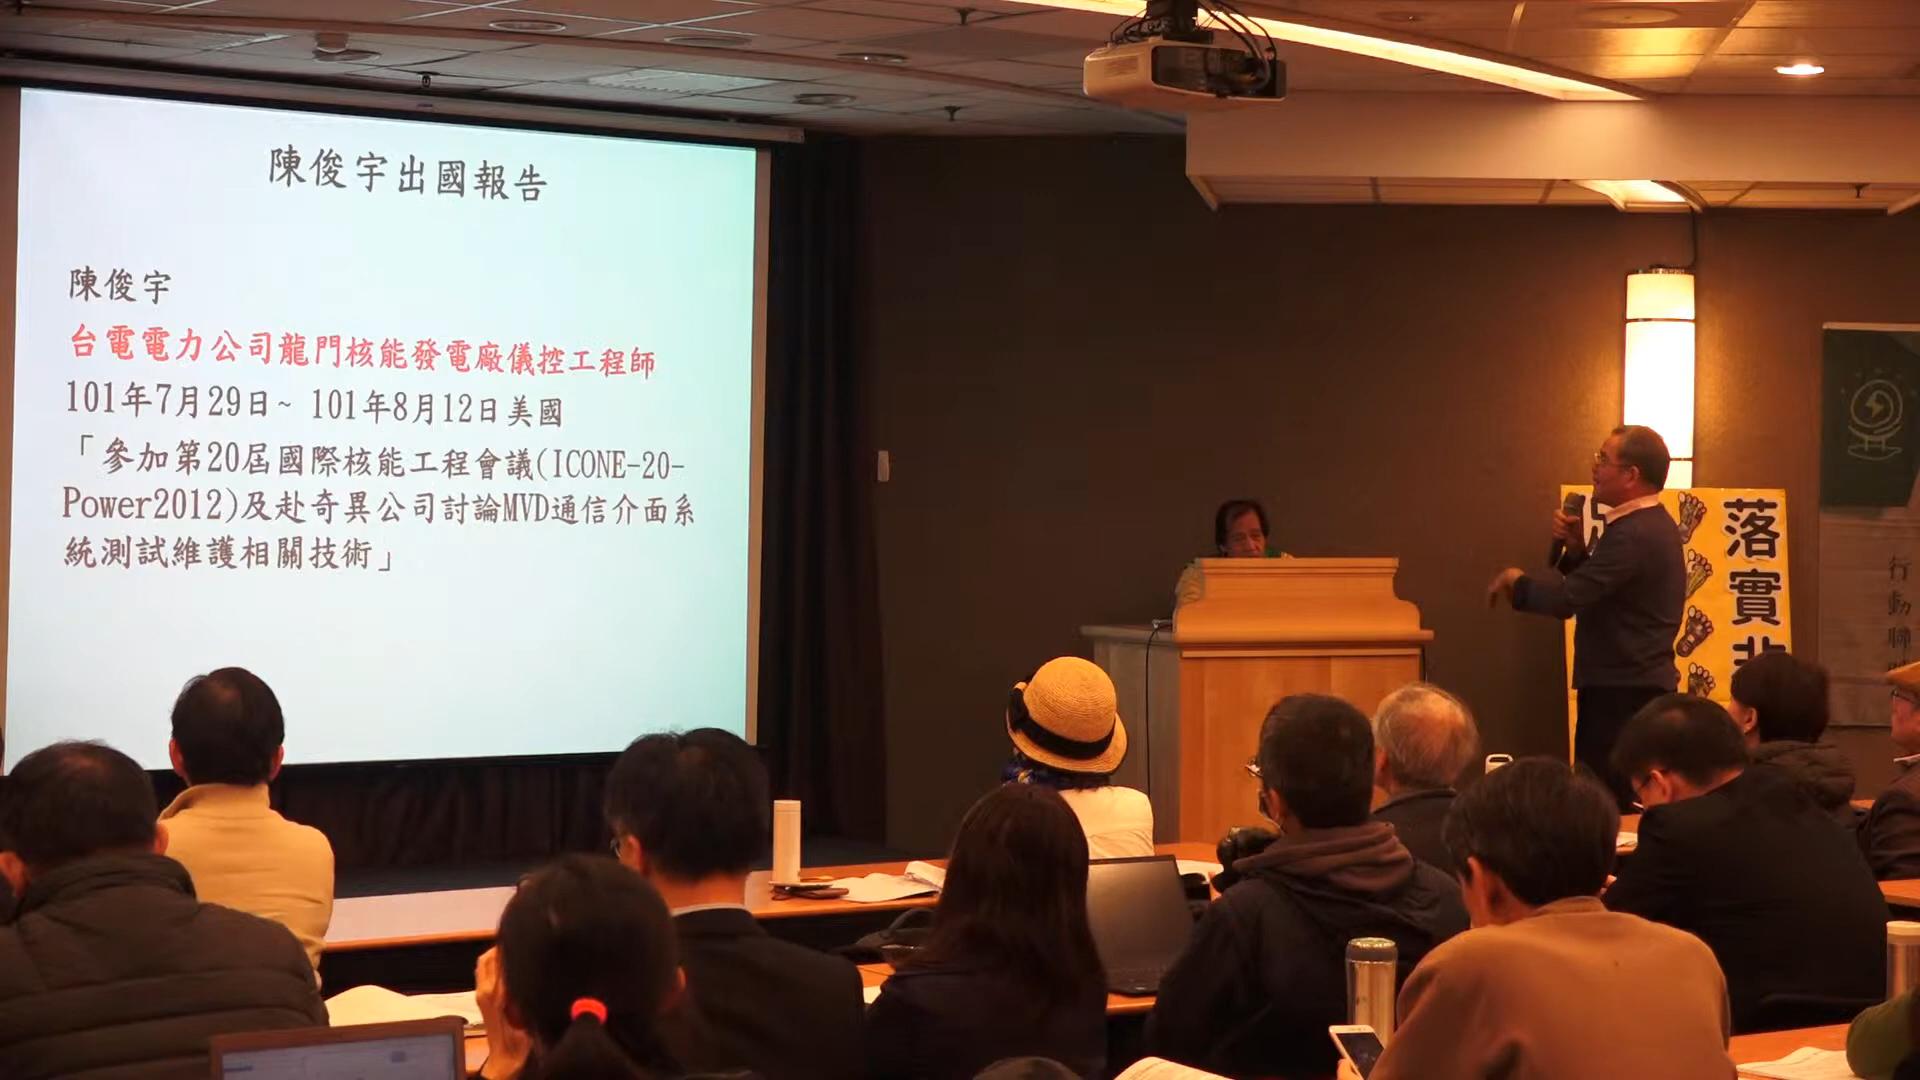 陳俊宇出國報告
陳俊宇
台電電力公司龍門核能發電廠儀控工程師
101年7月29日~ 101年8月12日美國
「參加第20屆國際核能工程會議(ICONE-20-
Power2012)及赴奇異公司討論MVD通信介面系
統測試維護相關技術」
落實非
行動聯